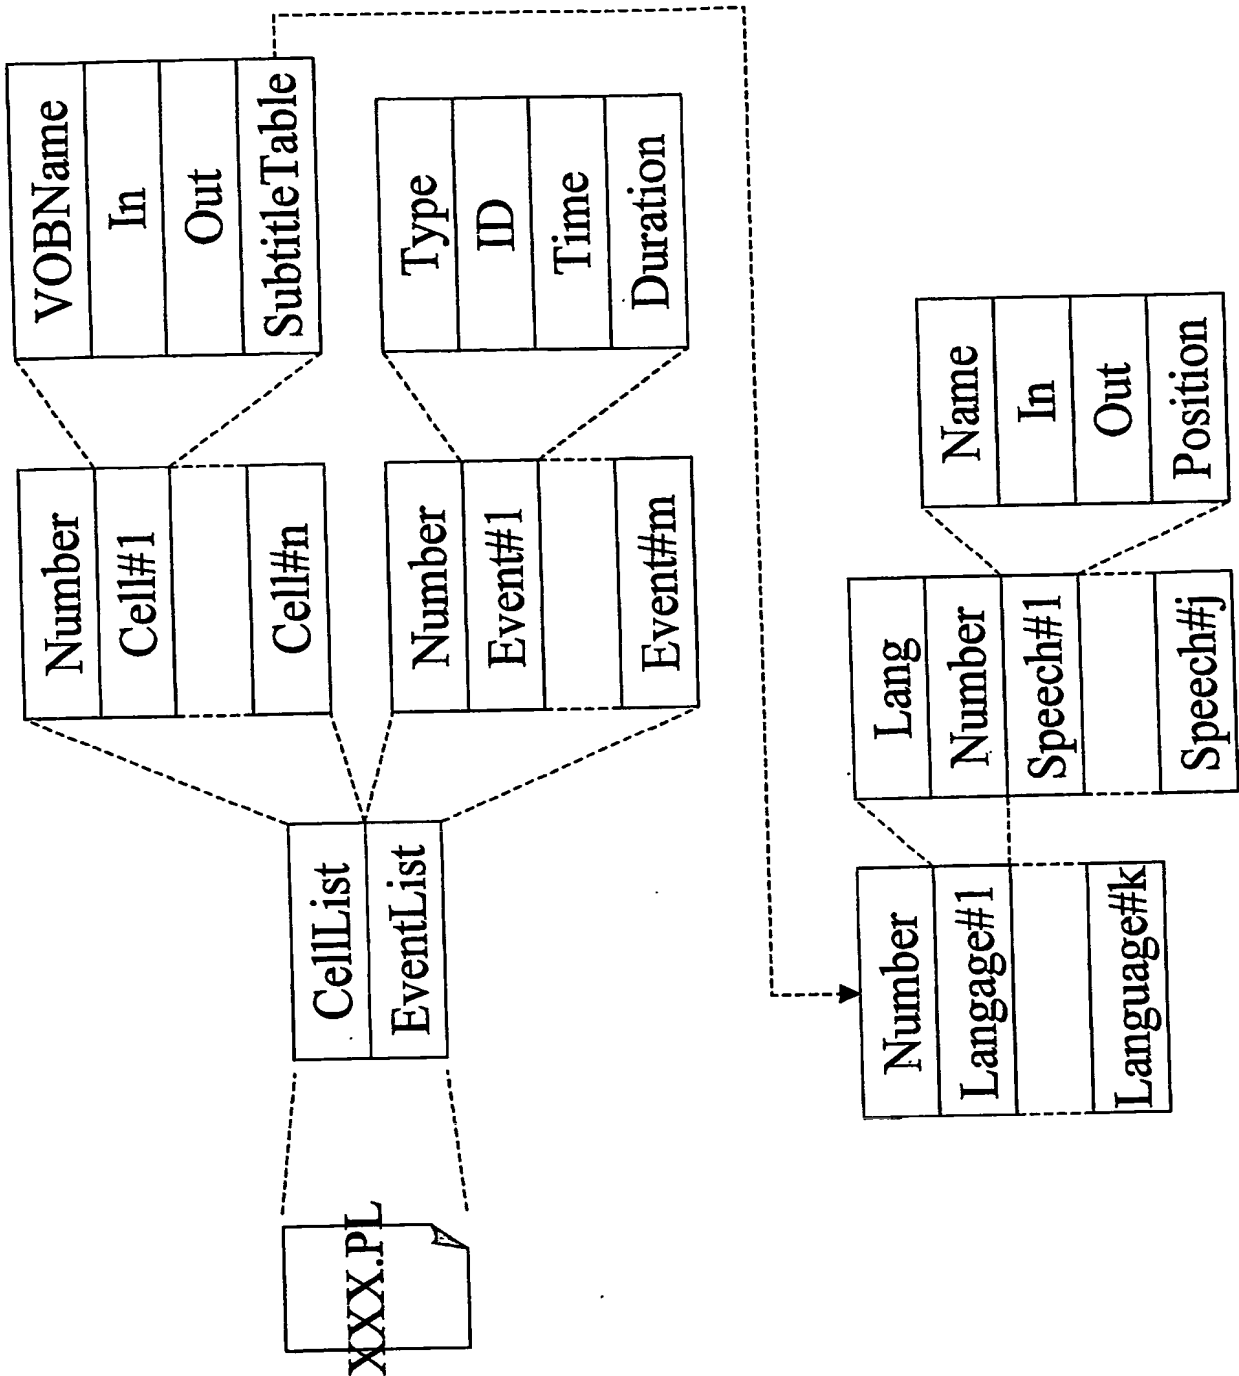 XXX.PL
CellList
EventList
Number
Cell#1
Cell#n
Number
Event#1
Event#m
VOBName
In
Out
SubtitleTable
Type
ID
Time
Duration
Number
Langage#1
Language#k
Lang
Number
Speech#1
Speech#j
Name
In
Out
Position